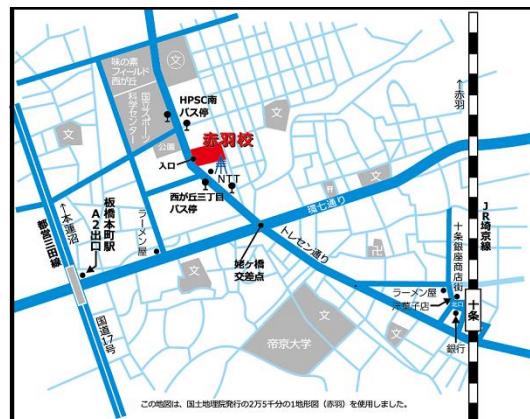 味の素
フィールド
西が丘
文
文
国立スポーツ
科学センター
HPSC南
バス停
公園
赤羽校
入口
NTT
西が丘三丁目
バス停
文
文
文
←赤羽
JR埼京線
環七通り
トレセン通り
姥ヶ橋
交差点
ラーメン屋
板橋本町駅
A2出口
←本蓮沼
都営三田線
国道17号
文
卍
文
帝京大学
十条銀座商店街
ラーメン屋
洋菓子店
北口
十条
銀行
文
この地図は、国土地理院発行の2万5千分の1地形図（赤羽）を使用しました。